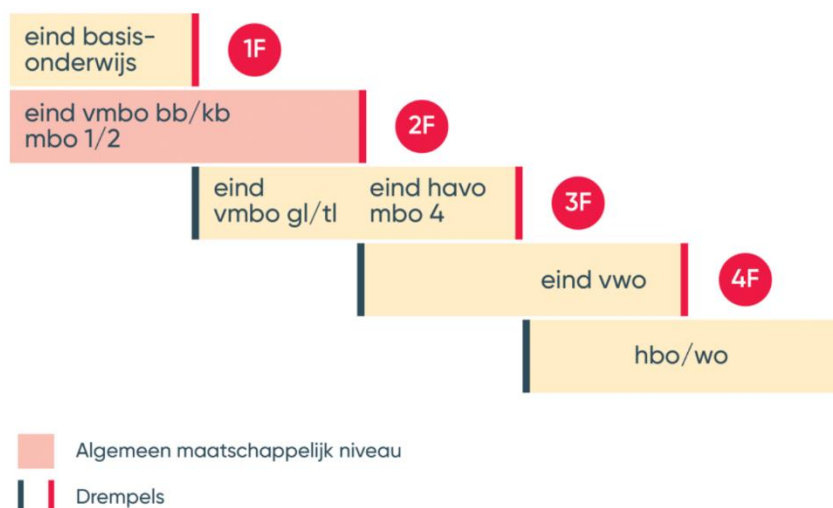 eind basis-
onderwijs
1F
eind vmbo bb/kb
mbo 1/2
2F
eind
vmbo gl/tl
eind havo
mbo 4
3F
eind vwo
4F
hbo/wo
Algemeen maatschappelijk niveau
Drempels